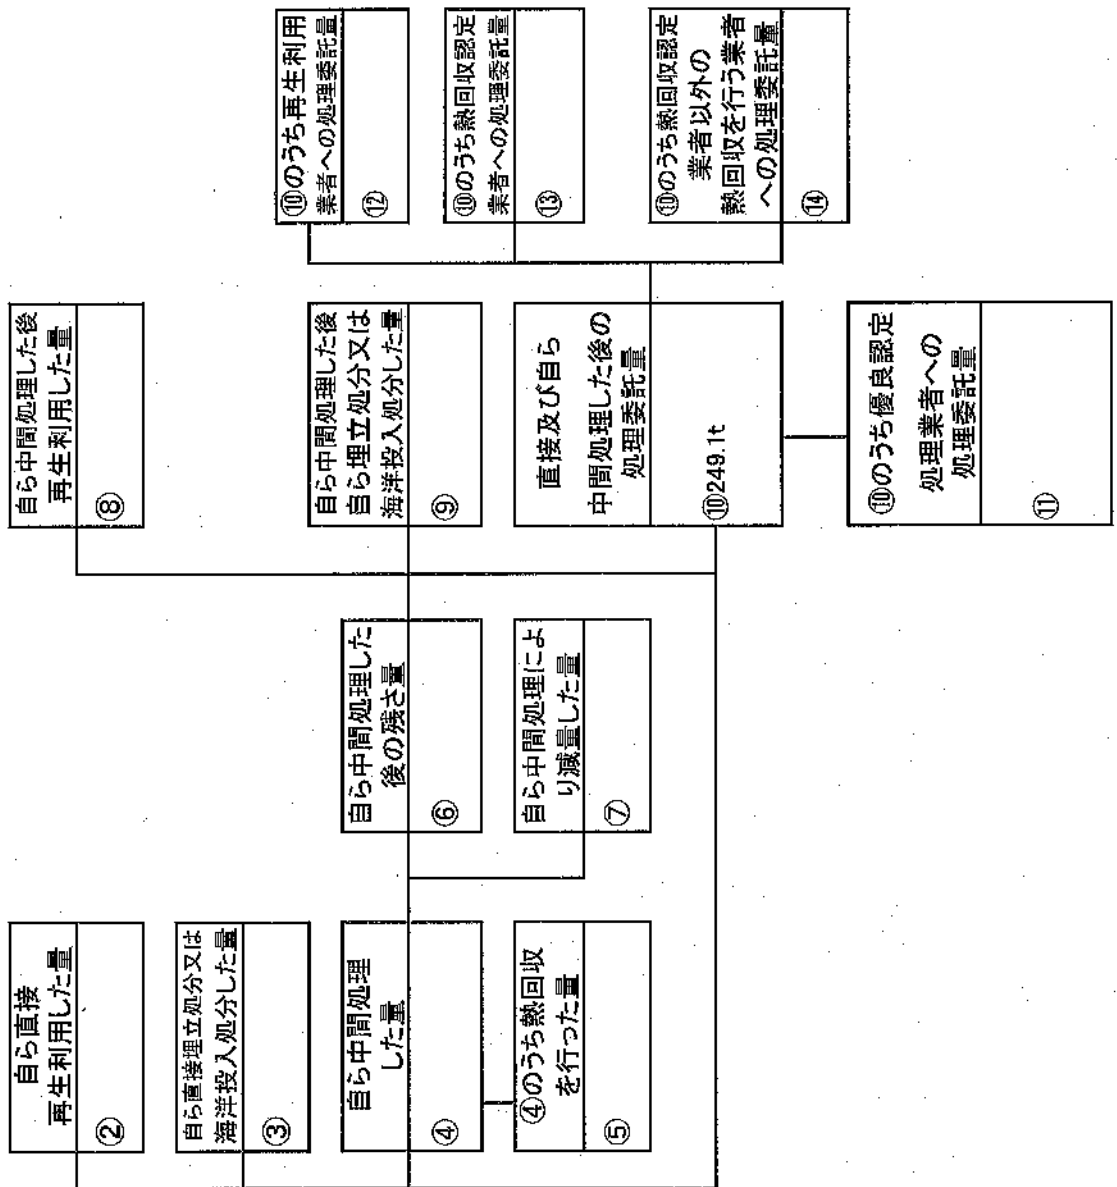 自ら直接
再生利用した量
②
自ら直接埋立処分又は
海洋投入処分した量
③
自ら中間処理
した量
④
④のうち熱回収
を行った量
⑤
自ら中間処理した
後の残さ量
⑥
自ら中間処理によ
り減量した量
⑦
自ら中間処理した後
再生利用した量
⑧
自ら中間処理した後
自ら埋立処分又は
海洋投入処分した量
⑨
直接及び自ら
中間処理した後の
処理委託量
⑩249.1t
⑩のうち優良認定
処理業者への
処理委託量
⑪
⑩のうち再生利用
業者への処理委託量
⑫
⑩のうち熱回収認定
業者への処理委託量
⑬
⑩のうち熱回収認定
業者以外の
熱回収を行う業者
への処理委託量
⑭